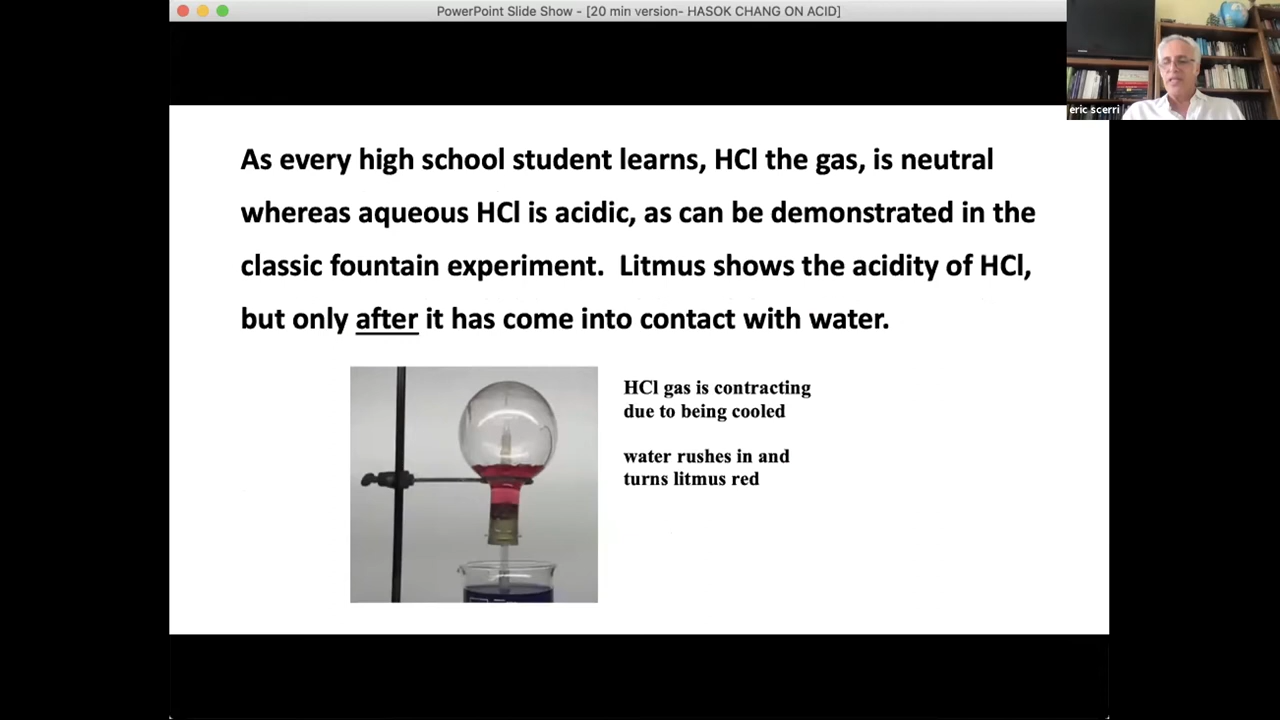 PowerPoint Slide Show - [20 min version- HASOK CHANG ON ACID]
eric scerri
As every high school student learns, HCl the gas, is neutral
whereas aqueous HCl is acidic, as can be demonstrated in the
classic fountain experiment.  Litmus shows the acidity of HCl,
but only after it has come into contact with water.
HCl gas is contracting
due to being cooled
water rushes in and
turns litmus red